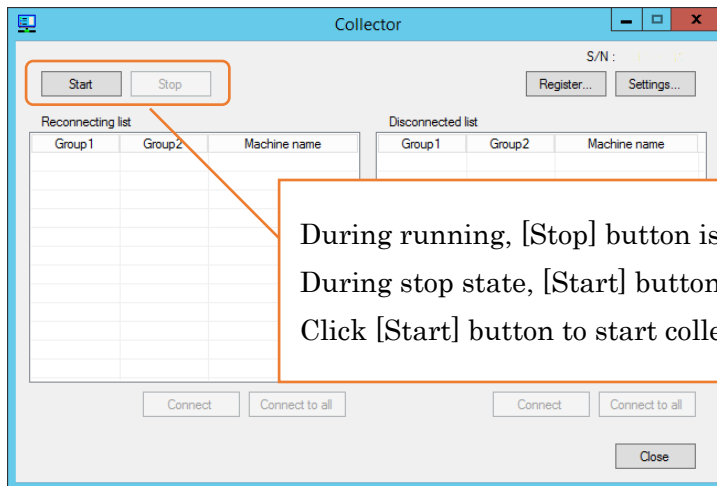 Collector
S/N :
Start Stop Register... Settings...
Reconnecting list Disconnected list
Group1 Group2 Machine name Group1 Group2 Machine name
During running, [Stop] button is
During stop state, [Start] button
Click [Start] button to start colle
Connect Connect to all Connect Connect to all
Close